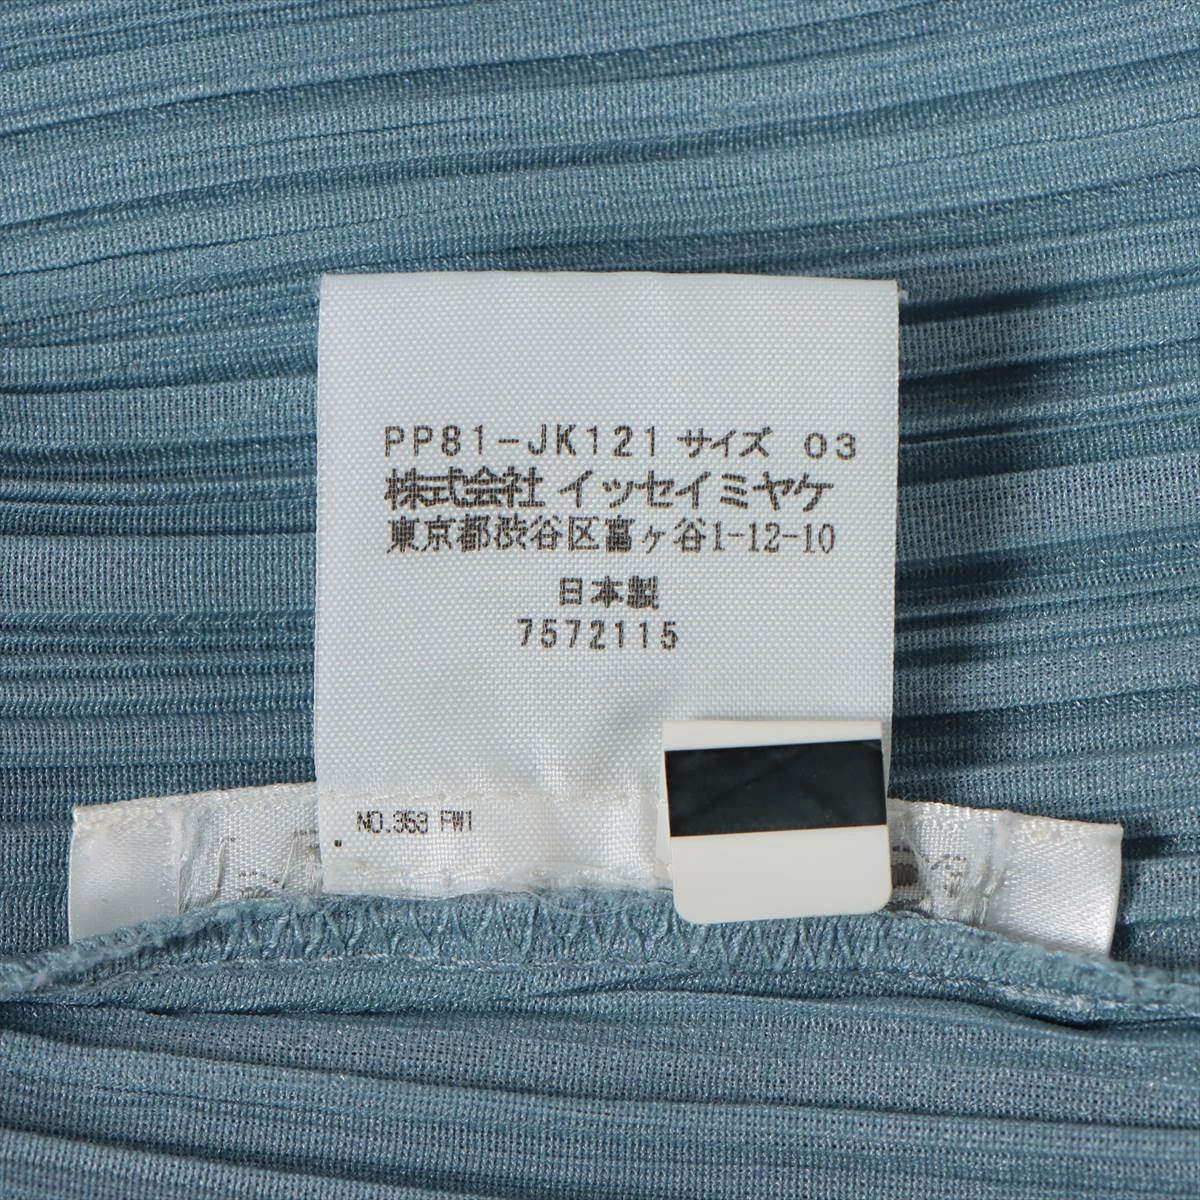 PP81-JK121 サイズ 03
株式会社 イッセイミヤケ
東京都渋谷区富ヶ谷1-12-10
日本製
7572115
NO.353 FW1